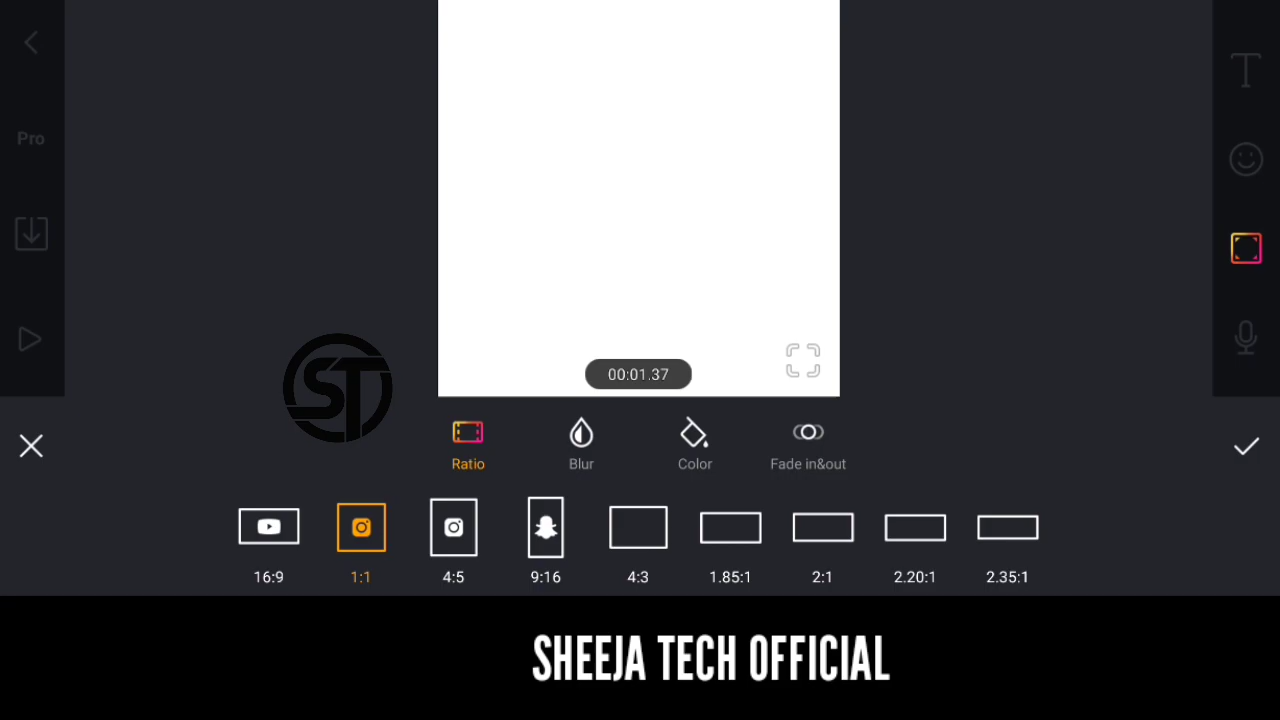 Pro
00:01.37
ST
Ratio
Blur
Color
Fade in&out
16:9
1:1
4:5
9:16
4:3
1.85:1
2:1
2.20:1
2.35:1
SHEEJA TECH OFFICIAL